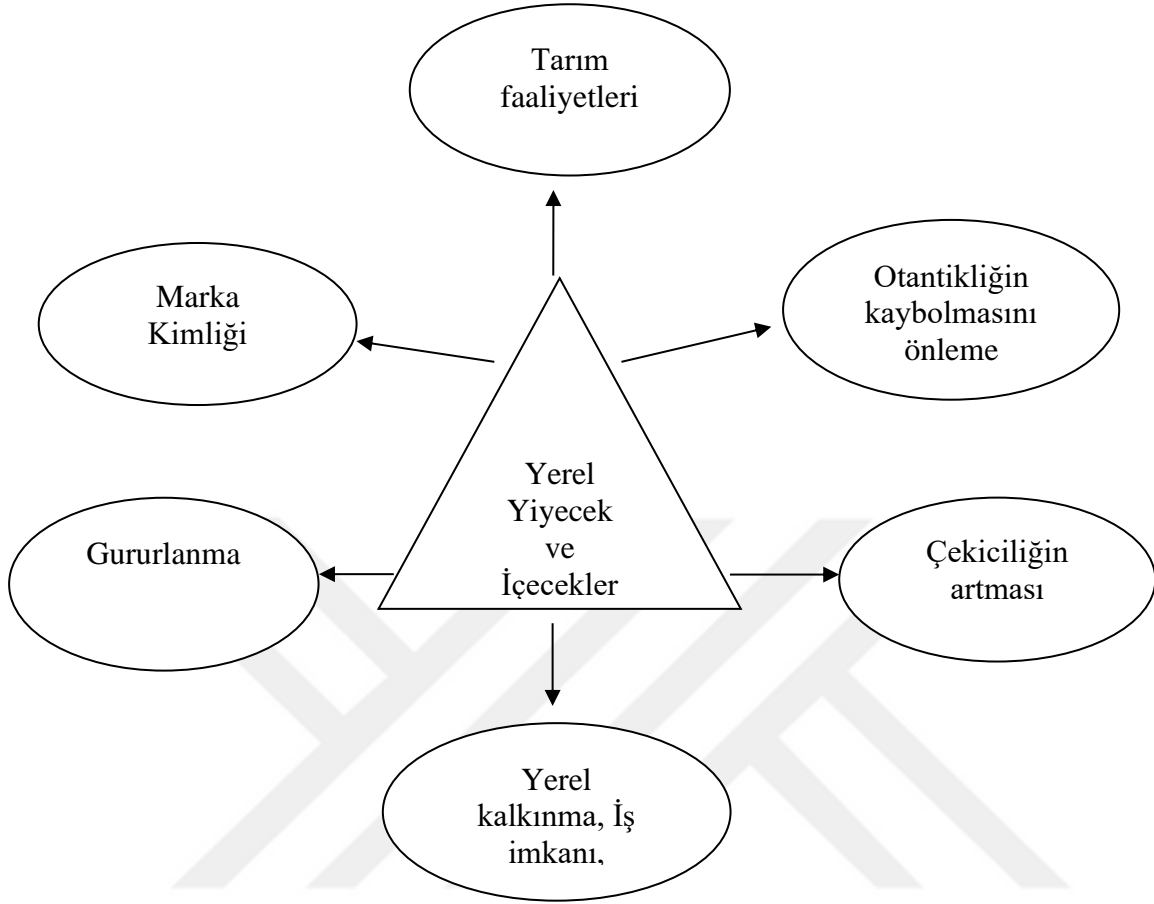 Tarım
faaliyetleri
Marka
Kimliği
Otantikliğin
kaybolmasını
önleme
Yerel
Yiyecek
ve
İçecekler
Gururlanma
Çekiciliğin
artması
Yerel
kalkınma, İş
imkanı,